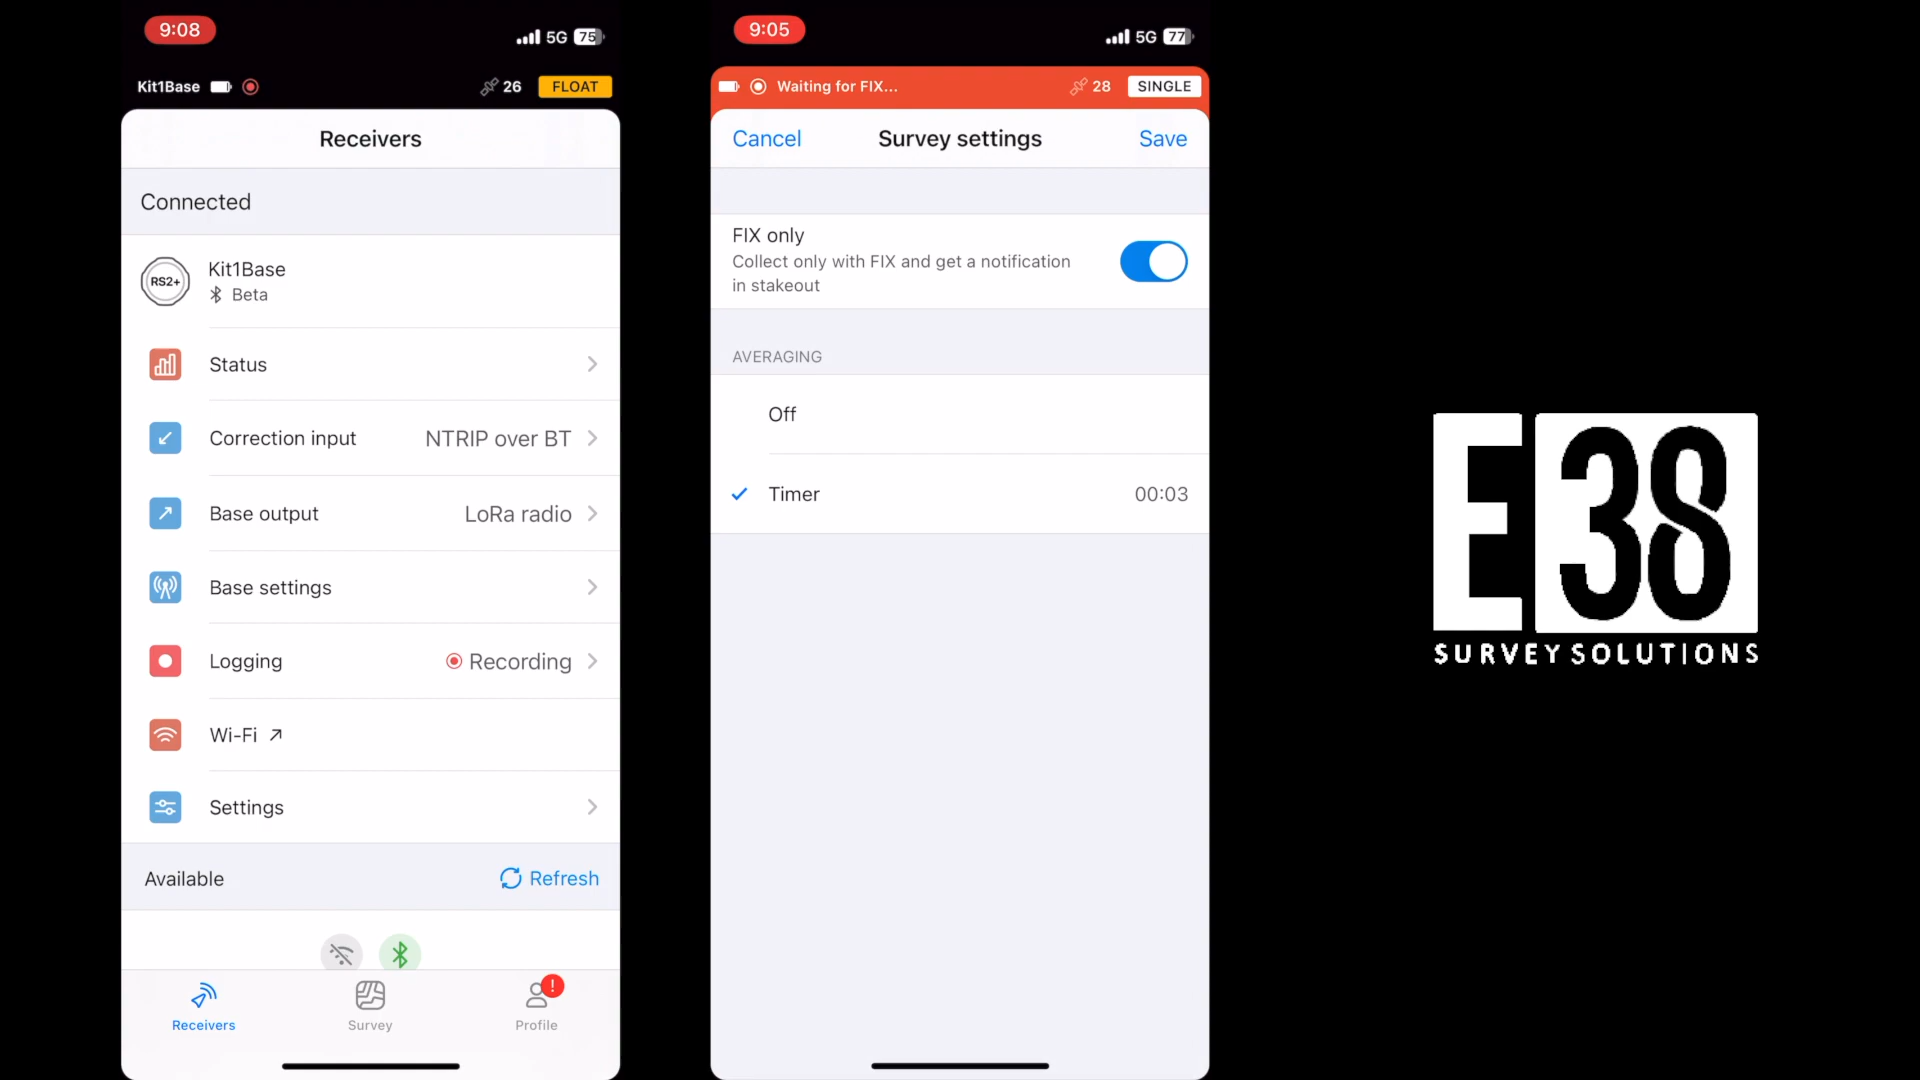 9:08
5G 75
Kit1Base
26
FLOAT
Receivers
Connected
RS2+
Kit1Base
Beta
Status
Correction input NTRIP over BT
Base output LoRa radio
Base settings
Logging Recording
Wi-Fi
Settings
Available Refresh
Receivers
Survey
!
Profile
9:05
5G 77
Waiting for FIX...
28
SINGLE
Cancel Survey settings Save
FIX only
Collect only with FIX and get a notification
in stakeout
AVERAGING
Off
Timer 00:03
E38
SURVEY SOLUTIONS